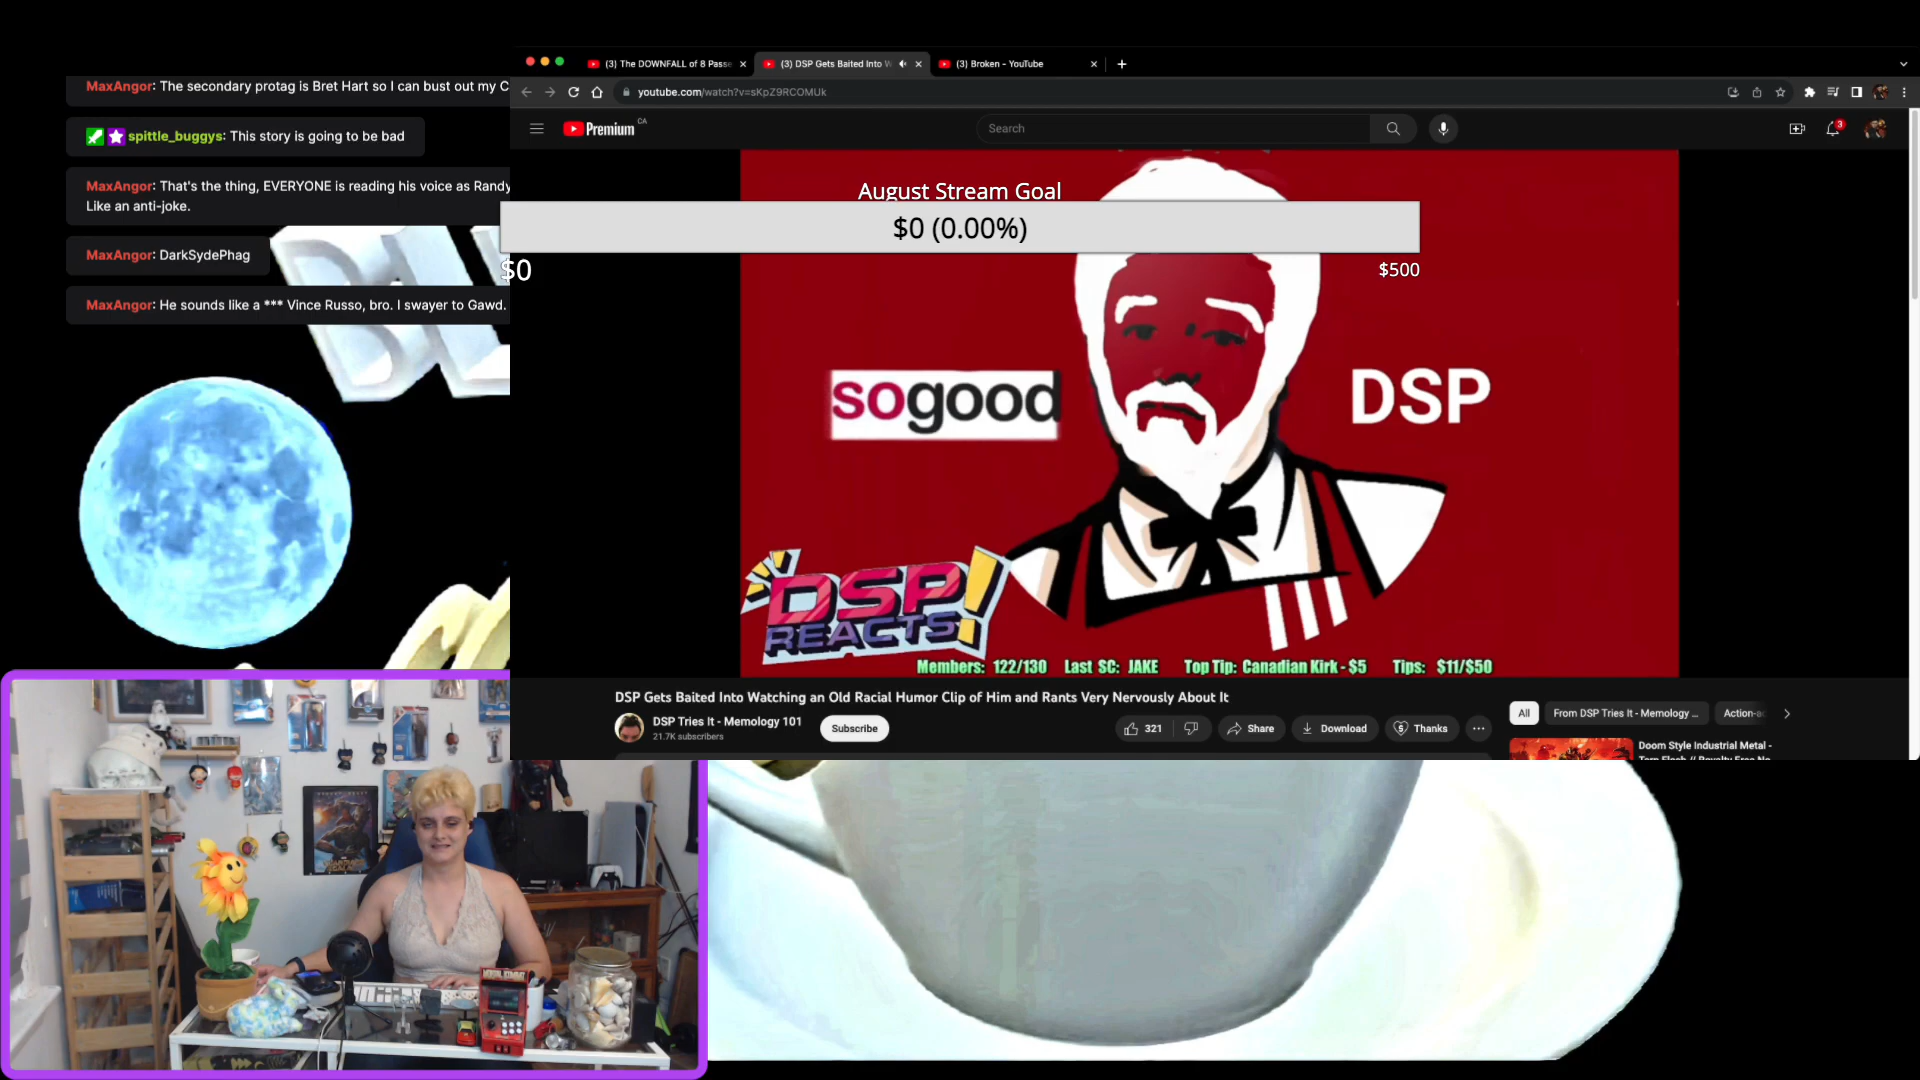 MaxAngor: The secondary protag is Bret Hart so I can bust out my C
spittle_buggys: This story is going to be bad
MaxAngor: That's the thing, EVERYONE is reading his voice as Randy
Like an anti-joke.
MaxAngor: DarkSydePhag
MaxAngor: He sounds like a *** Vince Russo, bro. I swayer to Gawd.
(3) The DOWNFALL of 8 Passe
(3) DSP Gets Baited Into W
(3) Broken - YouTube
youtube.com/watch?v=sKpZ9RCOMUk
Premium CA
Search
3
August Stream Goal
$0 (0.00%)
$0
$500
sogood
DSP
DSP
REACTS!
Members: 122/130 Last SC: JAKE Top Tip: Canadian Kirk - $5 Tips: $11/$50
DSP Gets Baited Into Watching an Old Racial Humor Clip of Him and Rants Very Nervously About It
DSP Tries It - Memology 101
21.7K subscribers
Subscribe
321
Share
Download
Thanks
All
From DSP Tries It - Memology ...
Action-a
Doom Style Industrial Metal -
MORTAL KOMBAT